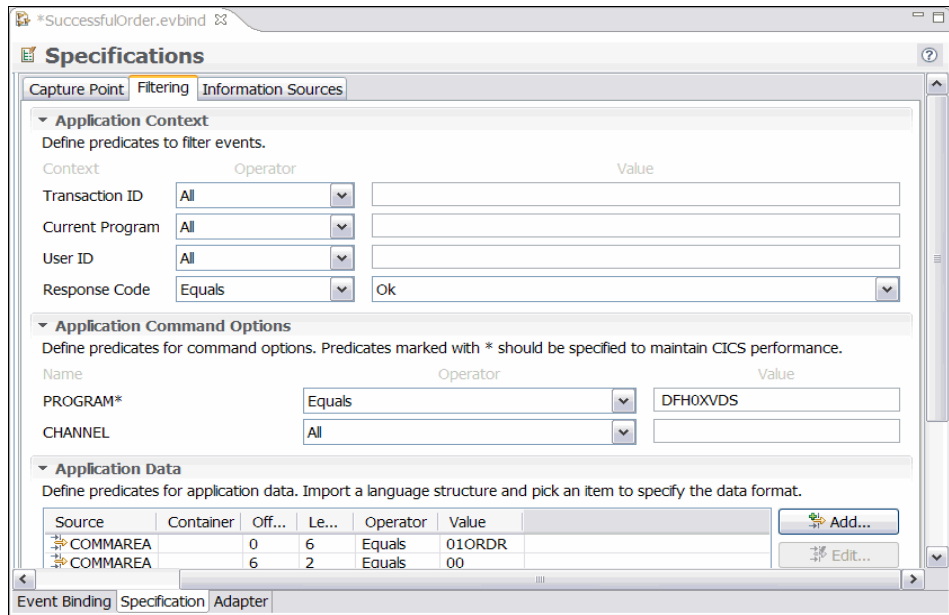 *SuccessfulOrder.evbind
Specifications
Capture Point Filtering Information Sources
Application Context
Define predicates to filter events.
Context Operator Value
Transaction ID All
Current Program All
User ID All
Response Code Equals Ok
Application Command Options
Define predicates for command options. Predicates marked with * should be specified to maintain CICS performance.
Name Operator Value
PROGRAM* Equals DFH0XVDS
CHANNEL All
Application Data
Define predicates for application data. Import a language structure and pick an item to specify the data format.
Source Container Off... Le... Operator Value Add...
COMMAREA 0 6 Equals 01ORDR
COMMAREA 6 2 Equals 00 Edit...
Event Binding Specification Adapter